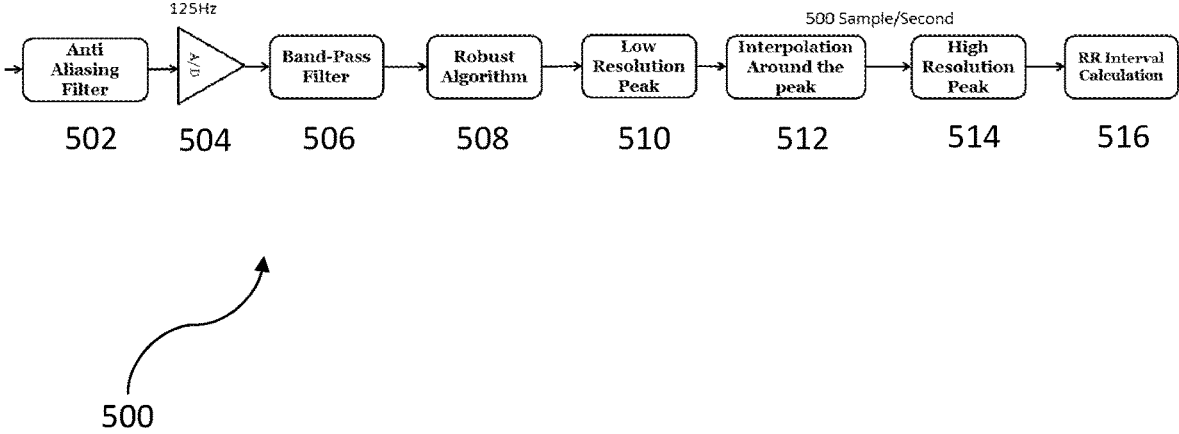 125Hz
500 Sample/Second
Anti
Aliasing
Filter
A/D
Band-Pass
Filter
Robust
Algorithm
Low
Resolution
Peak
Interpolation
Around the
peak
High
Resolution
Peak
RR Interval
Calculation
502
504
506
508
510
512
514
516
500